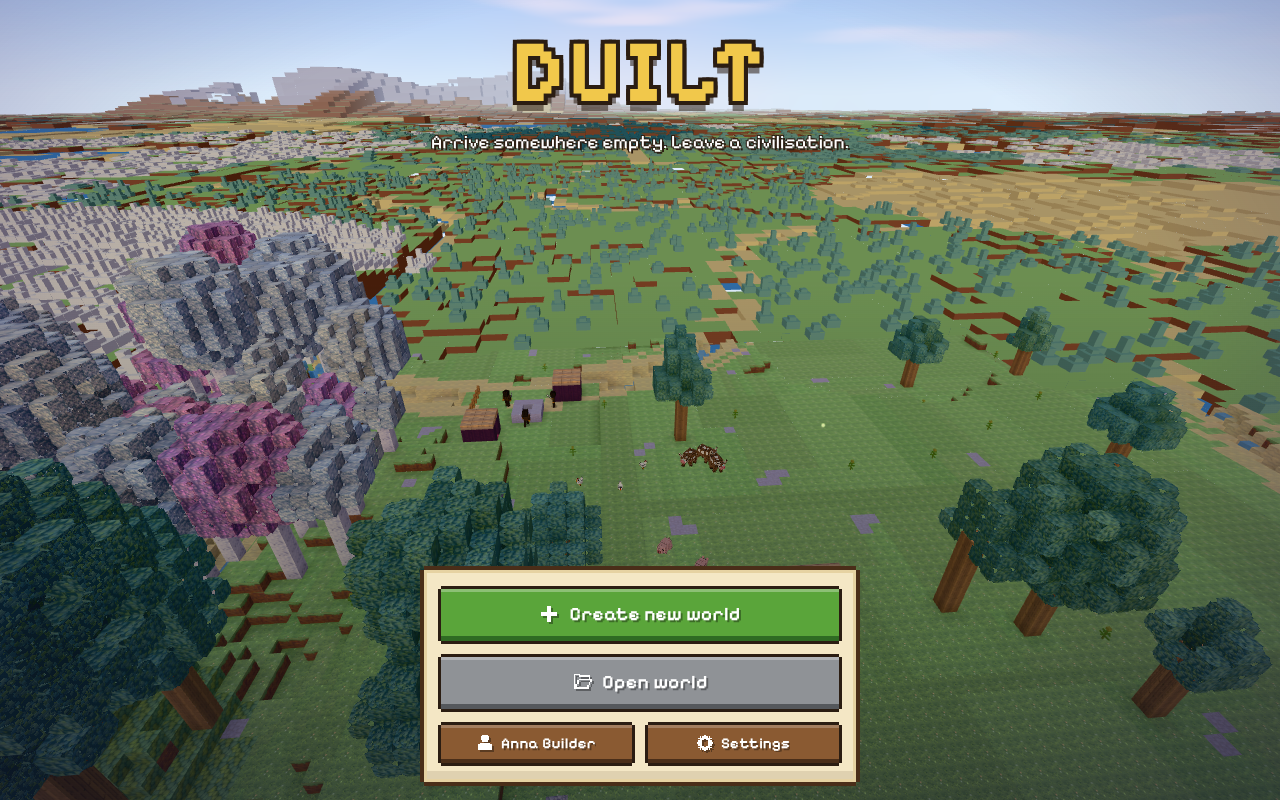 DUILT
Arrive somewhere empty. Leave a civilisation.
Create new world
Open world
Anna Builder
Settings